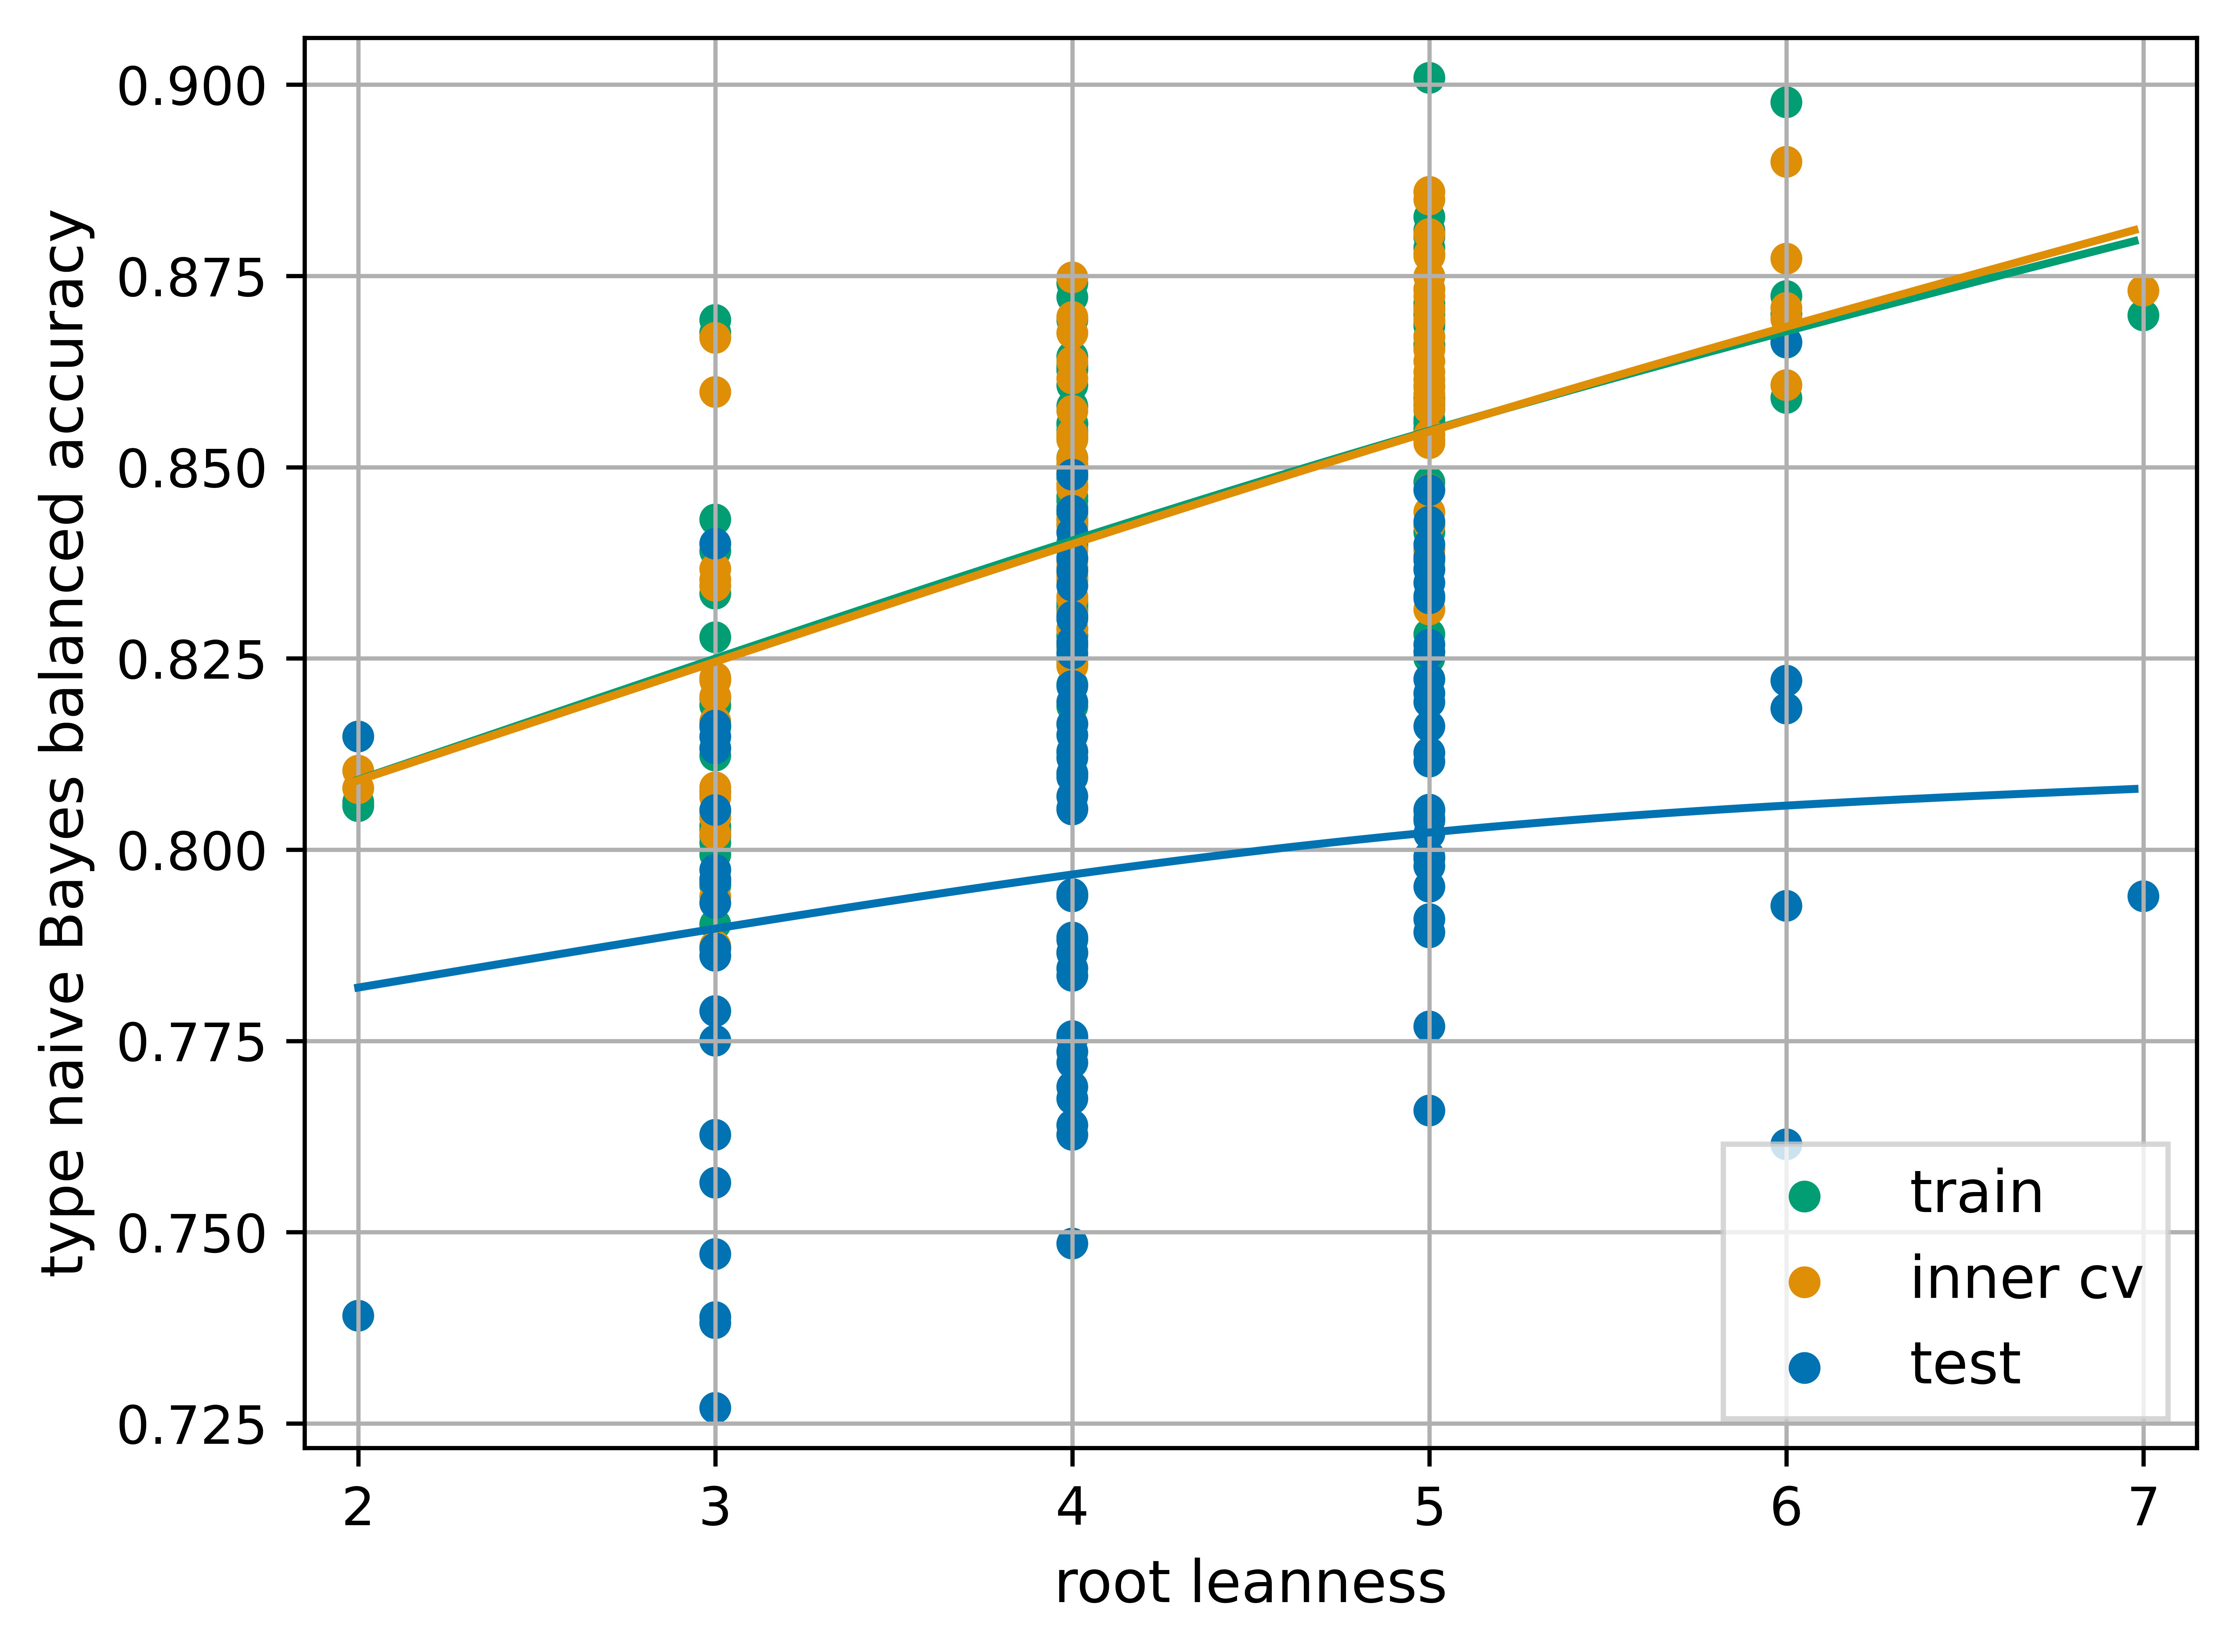 type naive Bayes balanced accuracy
0.900
0.875
0.850
0.825
0.800
0.775
0.750
0.725
train
inner cv
test
2 3 4 5 6 7
root leanness